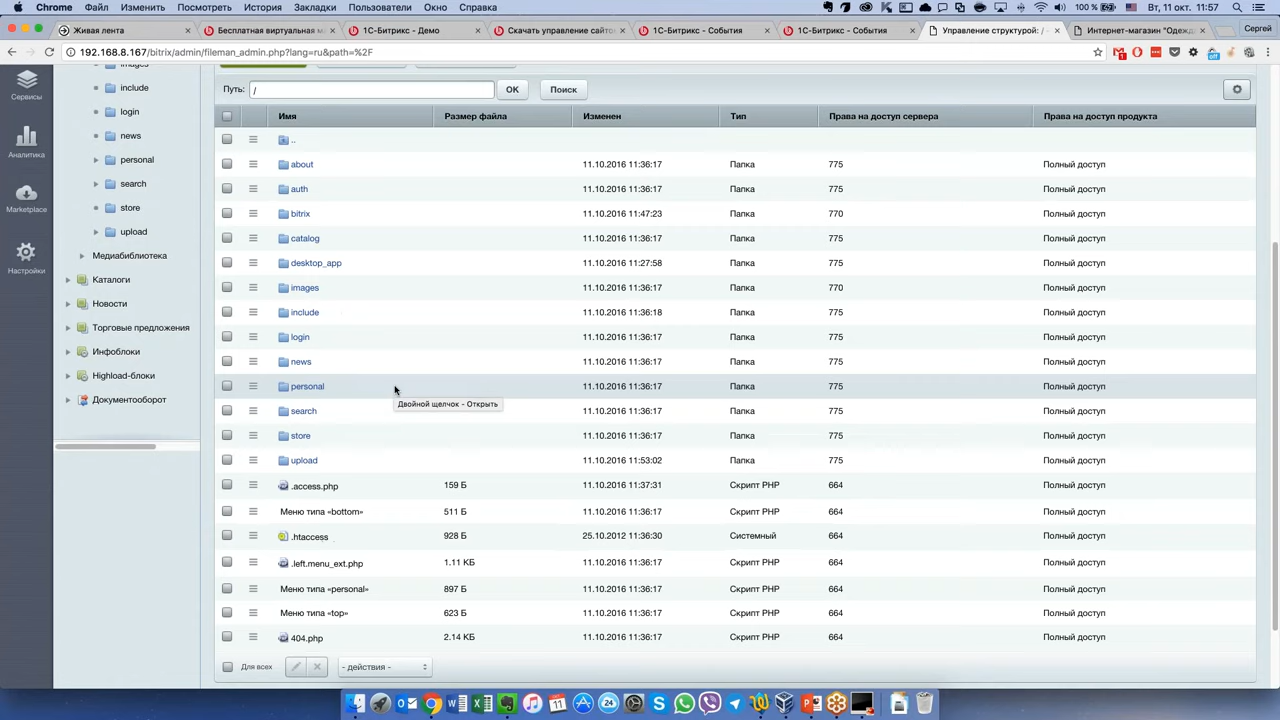 Chrome Файл Изменить Посмотреть История Закладки Пользователи Окно Справка 100 % Вт, 11 окт. 11:57
Живая лента Бесплатная виртуальная м 1С-Битрикс - Демо Скачать управление сайто 1С-Битрикс - События 1С-Битрикс - События Управление структурой: / - Интернет-магазин "Одежд Сергей
192.168.8.167/bitrix/admin/fileman_admin.php?lang=ru&path=%2F
Сервисы
Аналитика
Marketplace
Настройки
images
include
login
news
personal
search
store
upload
Медиабиблиотека
Каталоги
Новости
Торговые предложения
Инфоблоки
Highload-блоки
Документооборот
Путь: / OK Поиск
Имя Размер файла Изменен Тип Права на доступ сервера Права на доступ продукта
..
about 11.10.2016 11:36:17 Папка 775 Полный доступ
auth 11.10.2016 11:36:17 Папка 775 Полный доступ
bitrix 11.10.2016 11:47:23 Папка 770 Полный доступ
catalog 11.10.2016 11:36:17 Папка 775 Полный доступ
desktop_app 11.10.2016 11:27:58 Папка 775 Полный доступ
images 11.10.2016 11:36:17 Папка 770 Полный доступ
include 11.10.2016 11:36:18 Папка 775 Полный доступ
login 11.10.2016 11:36:17 Папка 775 Полный доступ
news 11.10.2016 11:36:17 Папка 775 Полный доступ
personal 11.10.2016 11:36:17 Папка 775 Полный доступ
Двойной щелчок - Открыть
search 11.10.2016 11:36:17 Папка 775 Полный доступ
store 11.10.2016 11:36:17 Папка 775 Полный доступ
upload 11.10.2016 11:53:02 Папка 775 Полный доступ
.access.php 159 Б 11.10.2016 11:37:31 Скрипт PHP 664 Полный доступ
Меню типа «bottom» 511 Б 11.10.2016 11:36:17 Скрипт PHP 664 Полный доступ
.htaccess 928 Б 25.10.2012 11:36:30 Системный 664 Полный доступ
.left.menu_ext.php 1.11 КБ 11.10.2016 11:36:17 Скрипт PHP 664 Полный доступ
Меню типа «personal» 897 Б 11.10.2016 11:36:17 Скрипт PHP 664 Полный доступ
Меню типа «top» 623 Б 11.10.2016 11:36:17 Скрипт PHP 664 Полный доступ
404.php 2.14 КБ 11.10.2016 11:36:17 Скрипт PHP 664 Полный доступ
Для всех - действия -